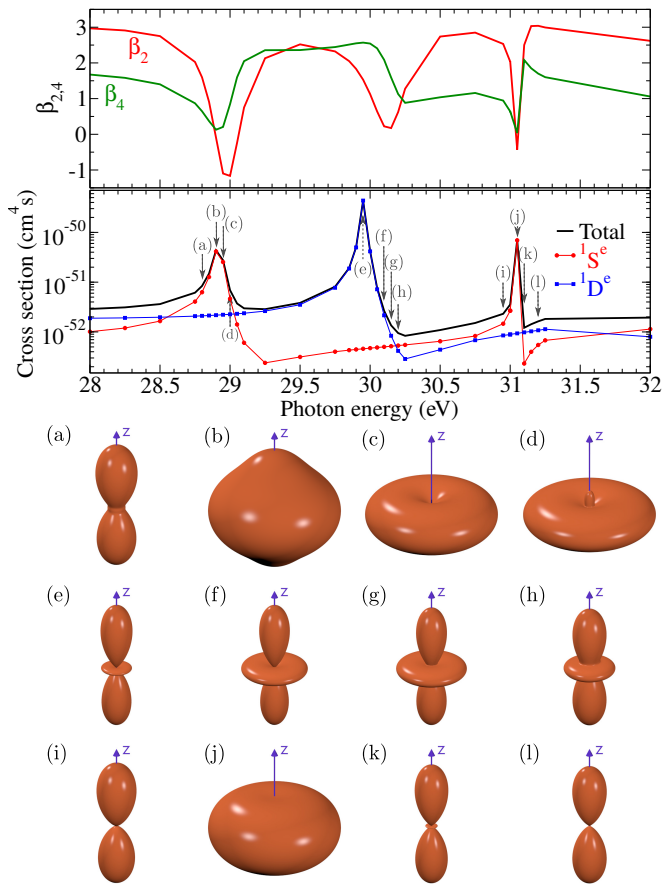 3
2
1
0
-1
β₂
β₄
β₂,₄
10⁻⁵⁰
10⁻⁵¹
10⁻⁵²
Cross section (cm⁴s)
(a)
(b)
(c)
(d)
(e)
(f)
(g)
(h)
(i)
(j)
(k)
(l)
Total
¹Sᵉ
¹Dᵉ
28 28.5 29 29.5 30 30.5 31 31.5 32
Photon energy (eV)
(a) z (b) z (c) z (d) z
(e) z (f) z (g) z (h) z
(i) z (j) z (k) z (l) z